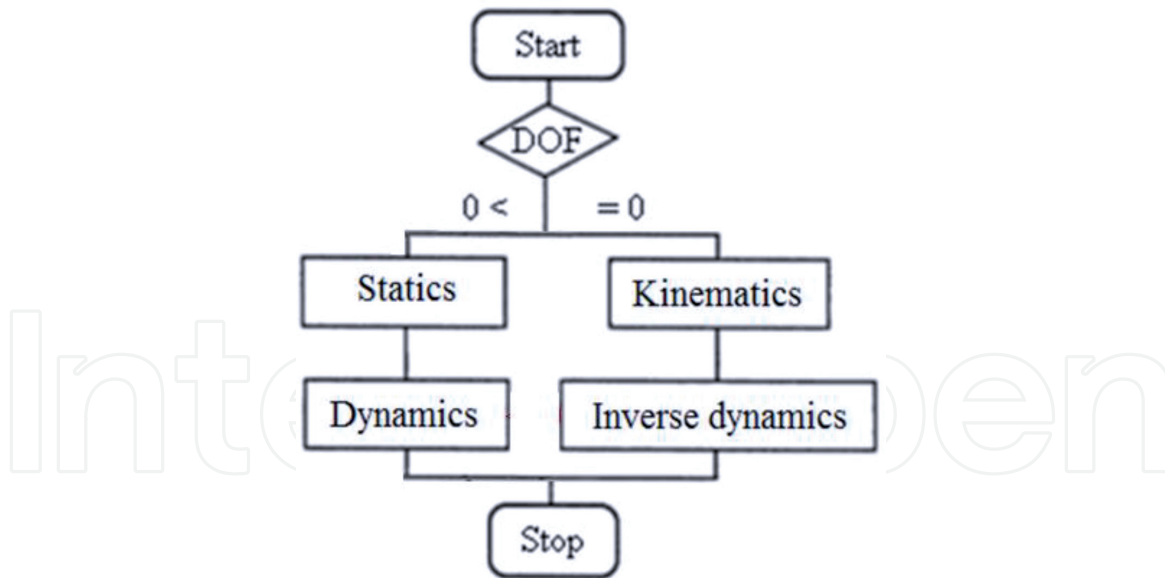 Start
DOF
0 < = 0
Statics Kinematics
Dynamics Inverse dynamics
Stop